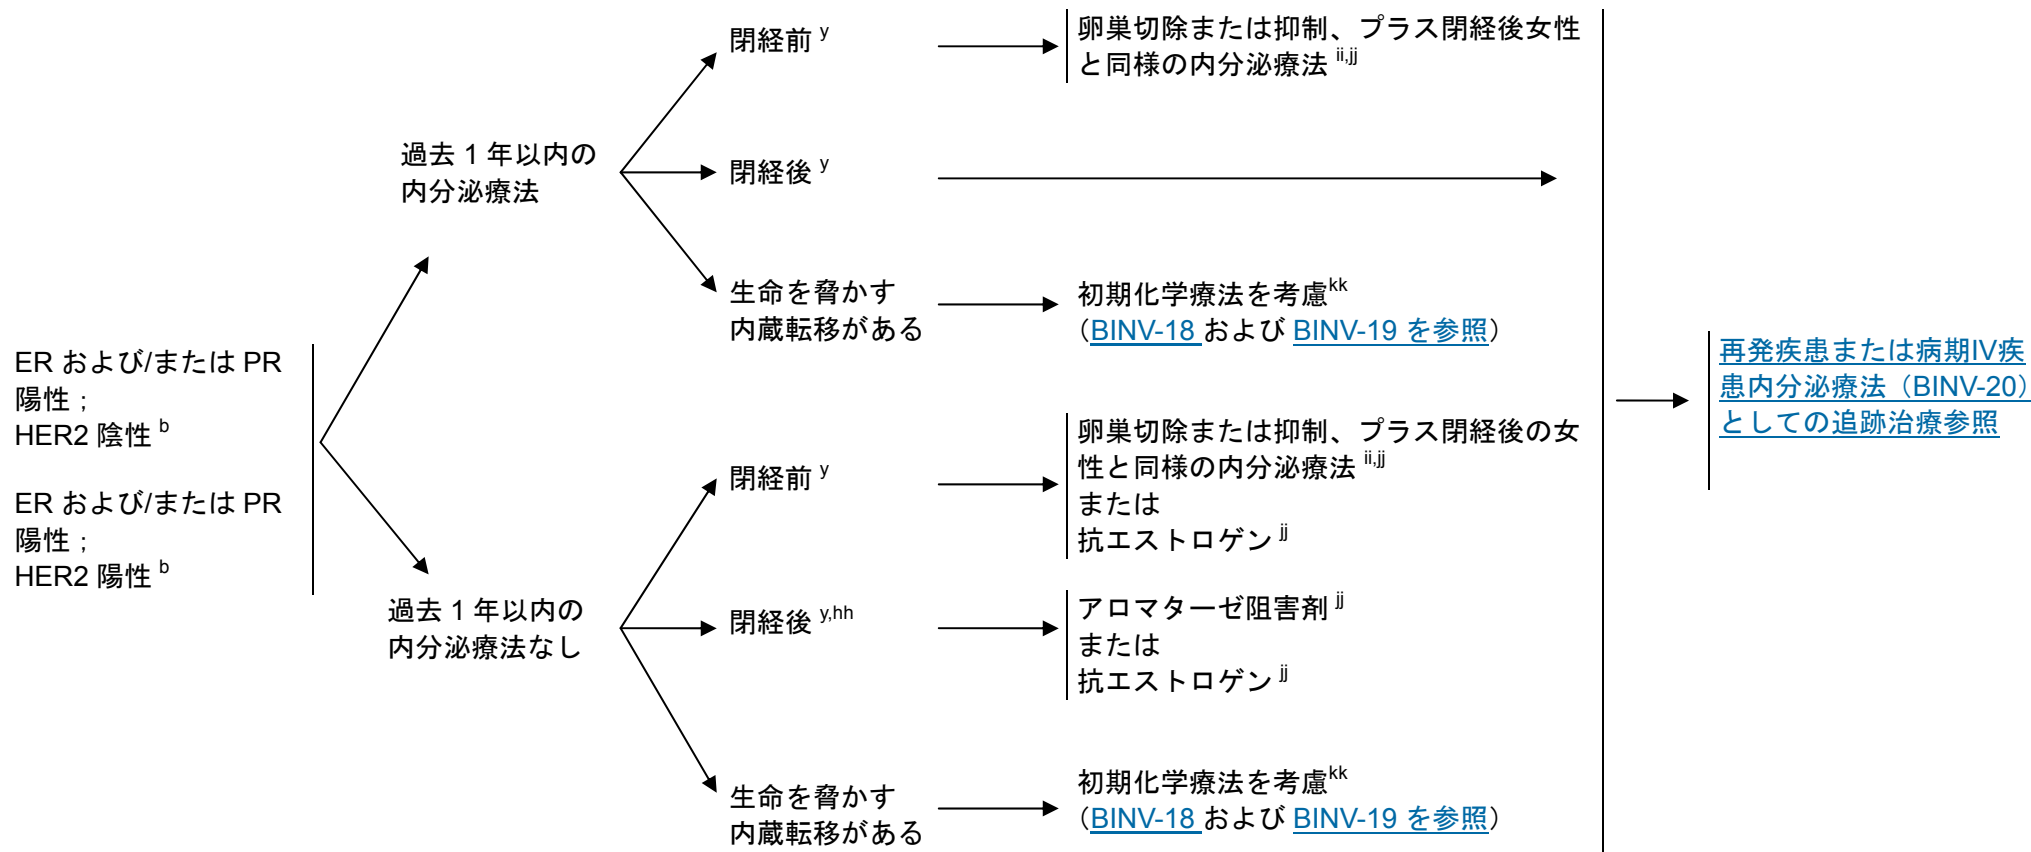 ER および/または PR
陽性；
HER2 陰性 b
ER および/または PR
陽性；
HER2 陽性 b
過去 1 年以内の
内分泌療法
閉経前 y
卵巣切除または抑制、プラス閉経後女性
と同様の内分泌療法 ii,jj
閉経後 y
生命を脅かす
内蔵転移がある
初期化学療法を考慮kk
（BINV-18 および BINV-19 を参照）
過去 1 年以内の
内分泌療法なし
閉経前 y
卵巣切除または抑制、プラス閉経後の女
性と同様の内分泌療法 ii,jj
または
抗エストロゲン jj
閉経後 y,hh
アロマターゼ阻害剤 jj
または
抗エストロゲン jj
生命を脅かす
内蔵転移がある
初期化学療法を考慮kk
（BINV-18 および BINV-19 を参照）
再発疾患または病期IV疾
患内分泌療法（BINV-20）
としての追跡治療参照